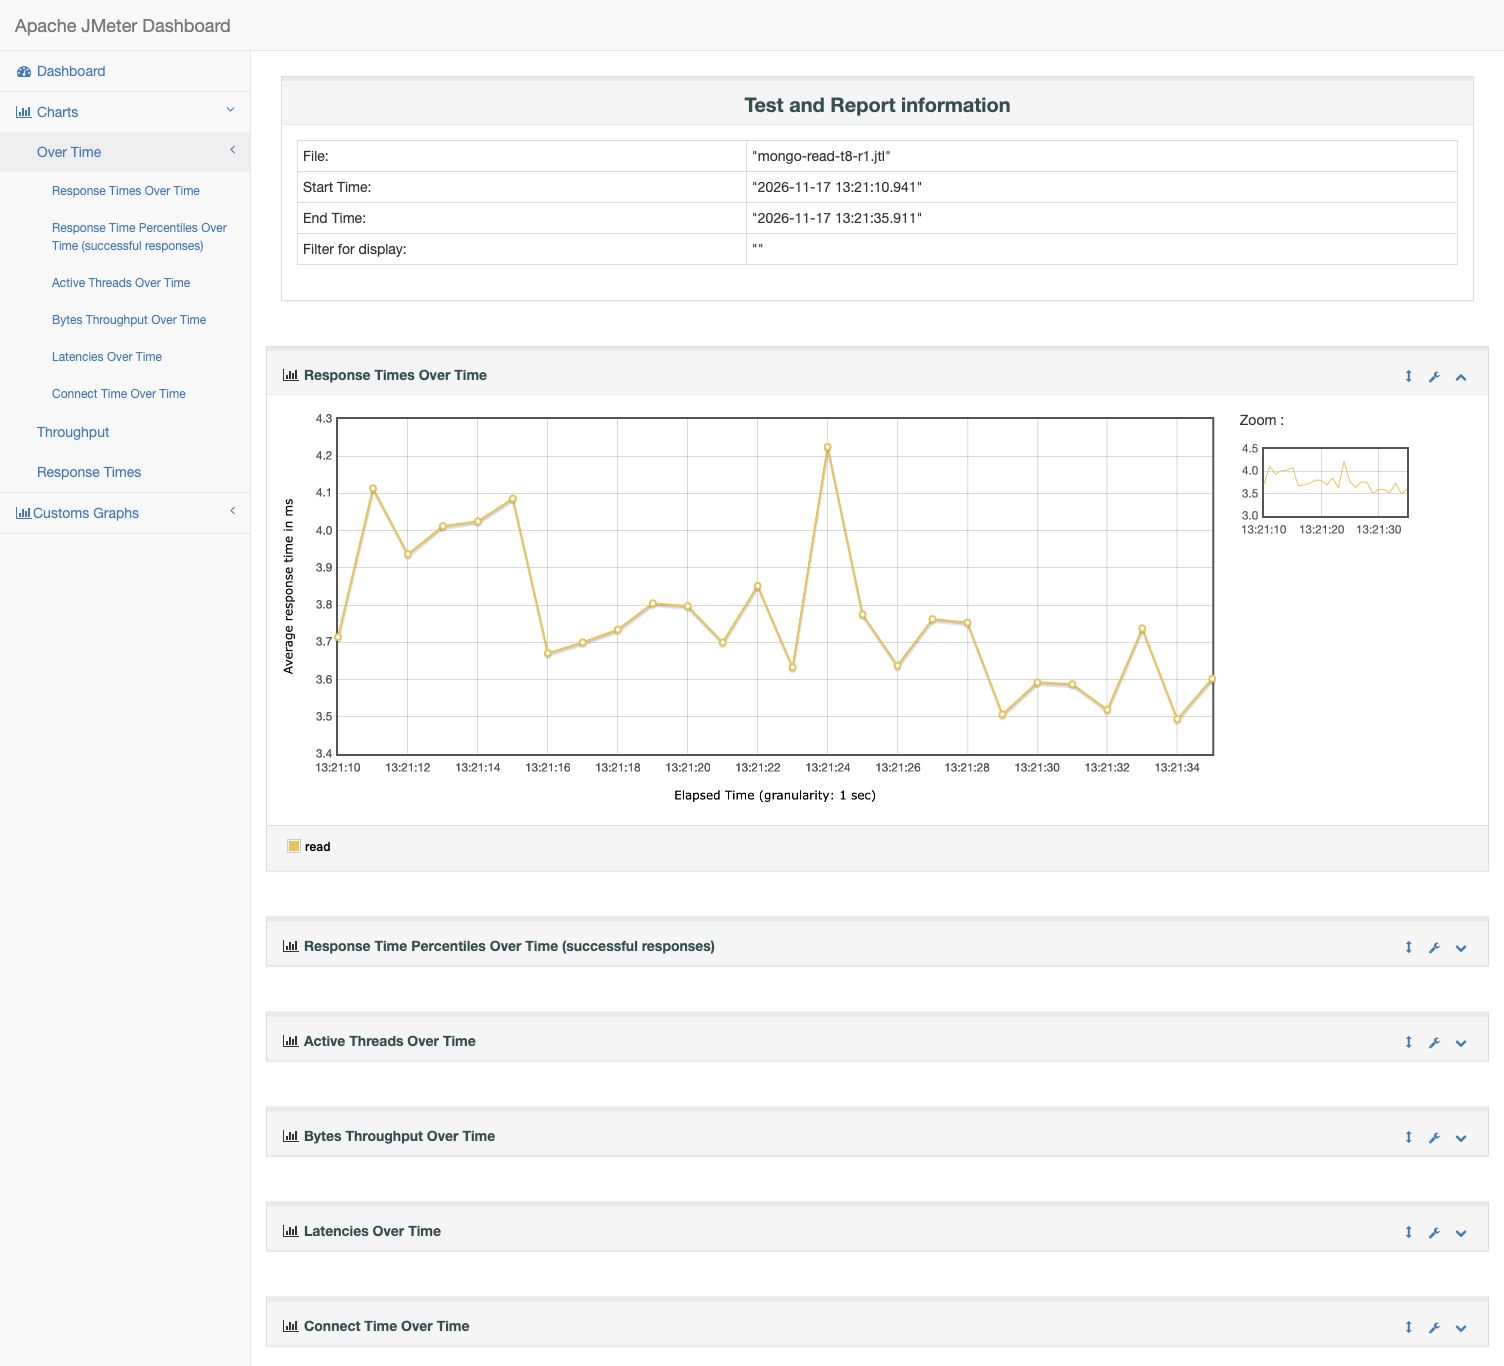 Apache JMeter Dashboard
Dashboard
Charts
Over Time
Response Times Over Time
Response Time Percentiles Over
Time (successful responses)
Active Threads Over Time
Bytes Throughput Over Time
Latencies Over Time
Connect Time Over Time
Throughput
Response Times
Customs Graphs
Test and Report information
File: "mongo-read-t8-r1.jtl"
Start Time: "2026-11-17 13:21:10.941"
End Time: "2026-11-17 13:21:35.911"
Filter for display: ""
Response Times Over Time
4.3
4.2
4.1
4.0
3.9
3.8
3.7
3.6
3.5
3.4
Average response time in ms
13:21:10 13:21:12 13:21:14 13:21:16 13:21:18 13:21:20 13:21:22 13:21:24 13:21:26 13:21:28 13:21:30 13:21:32 13:21:34
Elapsed Time (granularity: 1 sec)
Zoom :
4.5
4.0
3.5
3.0
13:21:10 13:21:20 13:21:30
read
Response Time Percentiles Over Time (successful responses)
Active Threads Over Time
Bytes Throughput Over Time
Latencies Over Time
Connect Time Over Time